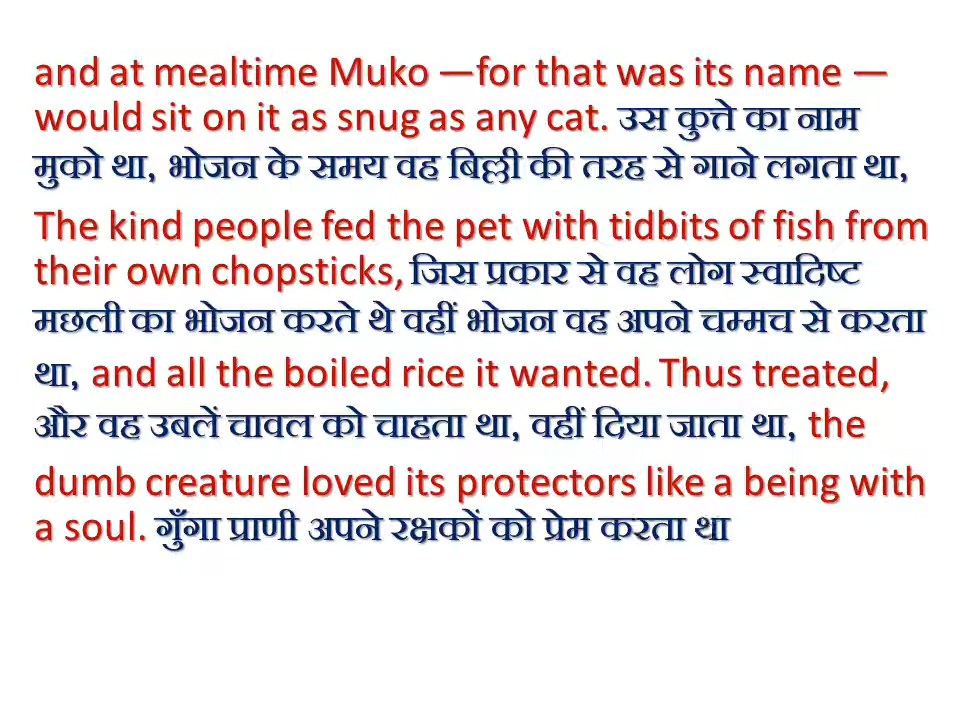 and at mealtime Muko —for that was its name —
would sit on it as snug as any cat. उस कुत्ते का नाम
मुको था, भोजन के समय वह बिल्ली की तरह से गाने लगता था,
The kind people fed the pet with tidbits of fish from
their own chopsticks, जिस प्रकार से वह लोग स्वादिष्ट
मछली का भोजन करते थे वहीं भोजन वह अपने चम्मच से करता
था, and all the boiled rice it wanted. Thus treated,
और वह उबलें चावल को चाहता था, वहीं दिया जाता था, the
dumb creature loved its protectors like a being with
a soul. गुँगा प्राणी अपने रक्षकों को प्रेम करता था